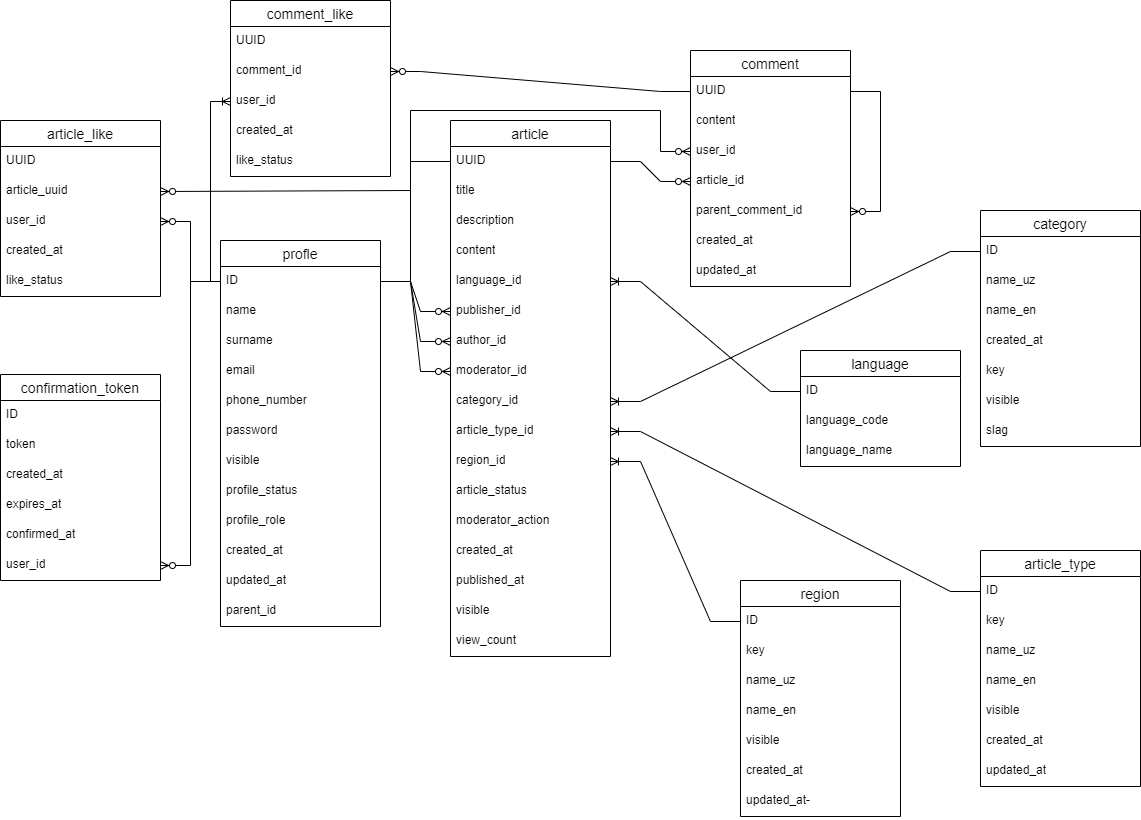 comment_like
UUID
comment_id
user_id
created_at
like_status
comment
UUID
content
user_id
article_id
parent_comment_id
created_at
updated_at
article_like
UUID
article_uuid
user_id
created_at
like_status
article
UUID
title
description
content
language_id
publisher_id
author_id
moderator_id
category_id
article_type_id
region_id
article_status
moderator_action
created_at
published_at
visible
view_count
category
ID
name_uz
name_en
created_at
key
visible
slag
profle
ID
name
surname
email
phone_number
password
visible
profile_status
profile_role
created_at
updated_at
parent_id
language
ID
language_code
language_name
confirmation_token
ID
token
created_at
expires_at
confirmed_at
user_id
article_type
ID
key
name_uz
name_en
visible
created_at
updated_at
region
ID
key
name_uz
name_en
visible
created_at
updated_at-